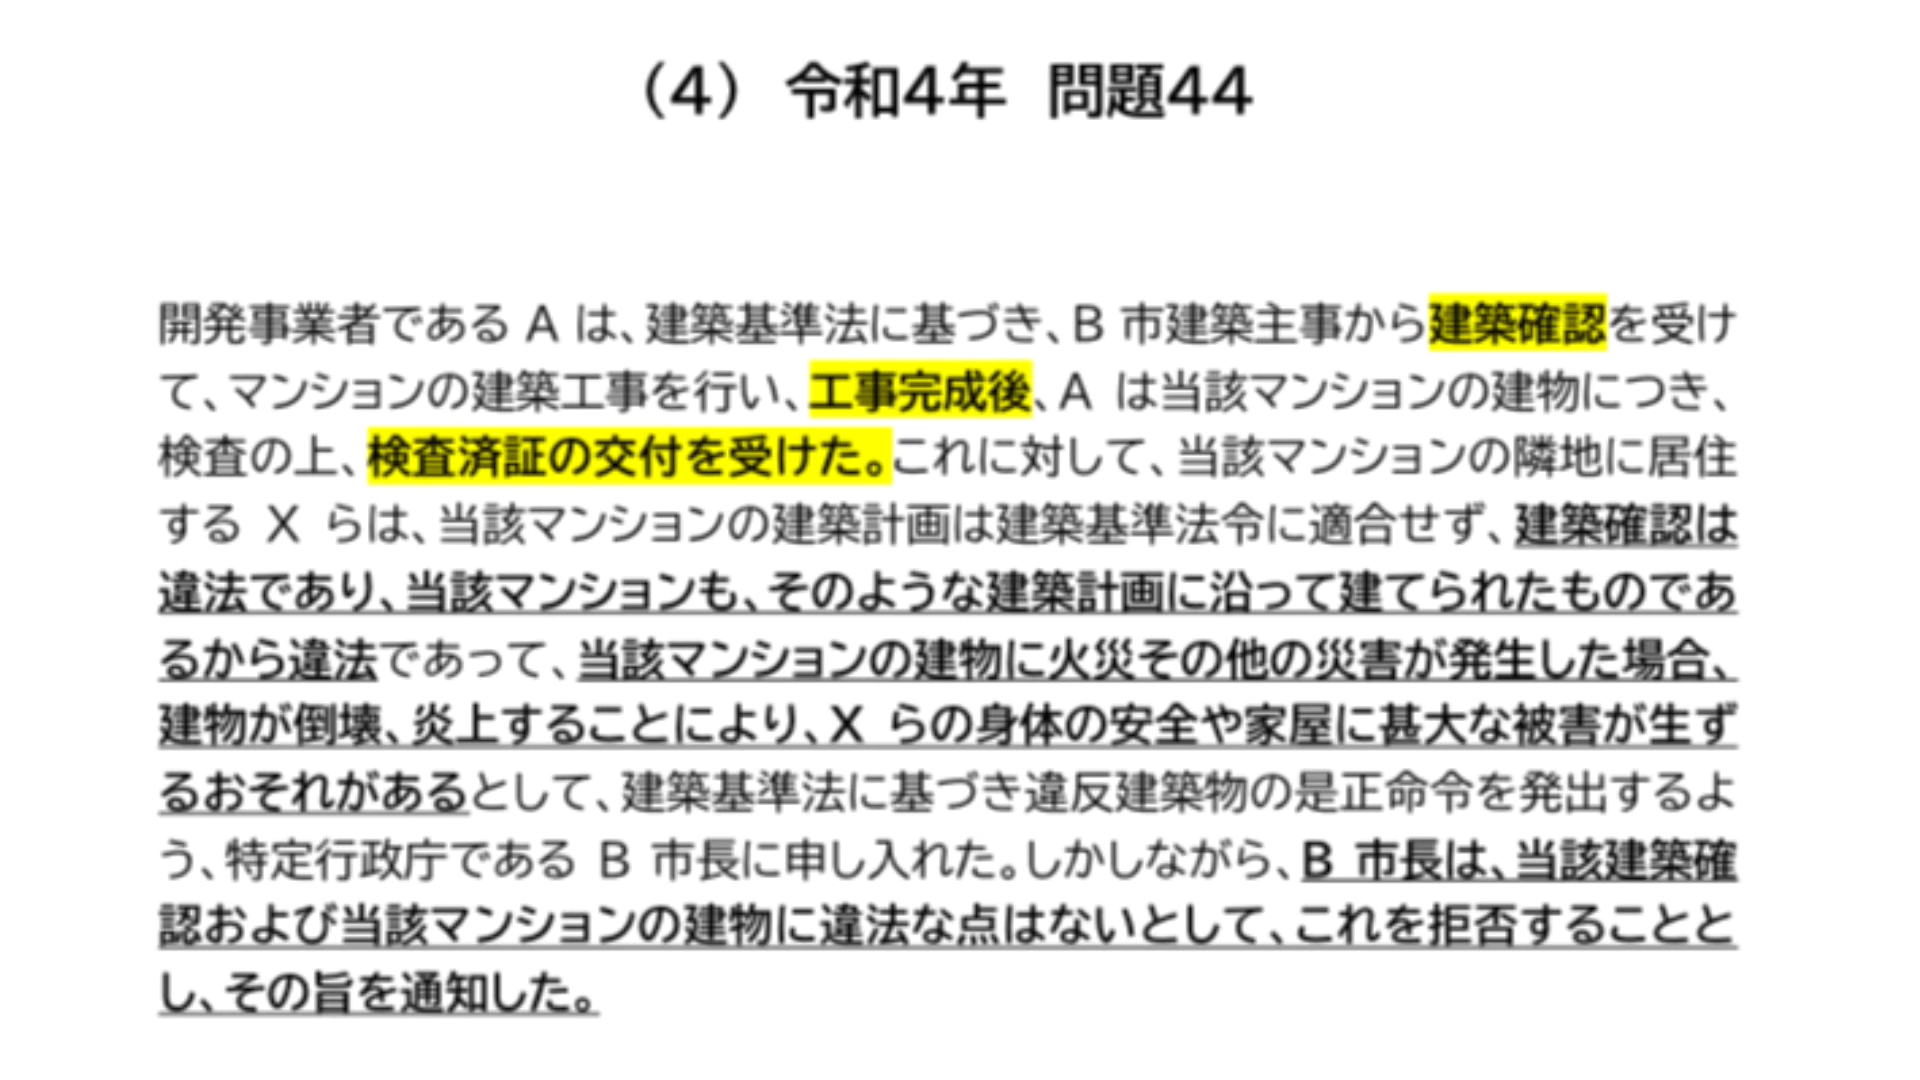 （4） 令和4年 問題44
開発事業者である A は、建築基準法に基づき、B 市建築主事から建築確認を受け
て、マンションの建築工事を行い、工事完成後、A は当該マンションの建物につき、
検査の上、検査済証の交付を受けた。これに対して、当該マンションの隣地に居住
する X らは、当該マンションの建築計画は建築基準法令に適合せず、建築確認は
違法であり、当該マンションも、そのような建築計画に沿って建てられたものであ
るから違法であって、当該マンションの建物に火災その他の災害が発生した場合、
建物が倒壊、炎上することにより、X らの身体の安全や家屋に甚大な被害が生ず
るおそれがあるとして、建築基準法に基づき違反建築物の是正命令を発出するよ
う、特定行政庁である B 市長に申し入れた。しかしながら、B 市長は、当該建築確
認および当該マンションの建物に違法な点はないとして、これを拒否することと
し、その旨を通知した。